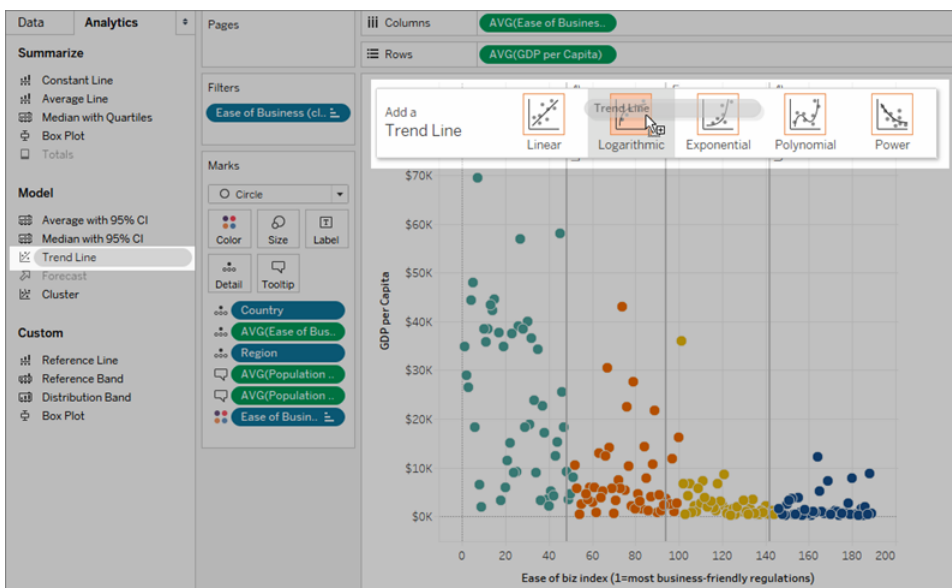 Data
Analytics
Summarize
Constant Line
Average Line
Median with Quartiles
Box Plot
Totals
Model
Average with 95% CI
Median with 95% CI
Trend Line
Forecast
Cluster
Custom
Reference Line
Reference Band
Distribution Band
Box Plot
Pages
Filters
Ease of Business (cl..
Marks
Circle
Color
Size
Label
Detail
Tooltip
Country
AVG(Ease of Bus..
Region
AVG(Population ..
AVG(Population ..
Ease of Busin..
Columns
AVG(Ease of Busines..
Rows
AVG(GDP per Capita)
Add a
Trend Line
Trend Line
Linear
Logarithmic
Exponential
Polynomial
Power
$70K
$60K
$50K
$40K
$30K
$20K
$10K
$0K
GDP per Capita
0 20 40 60 80 100 120 140 160 180 200
Ease of biz index (1=most business-friendly regulations)